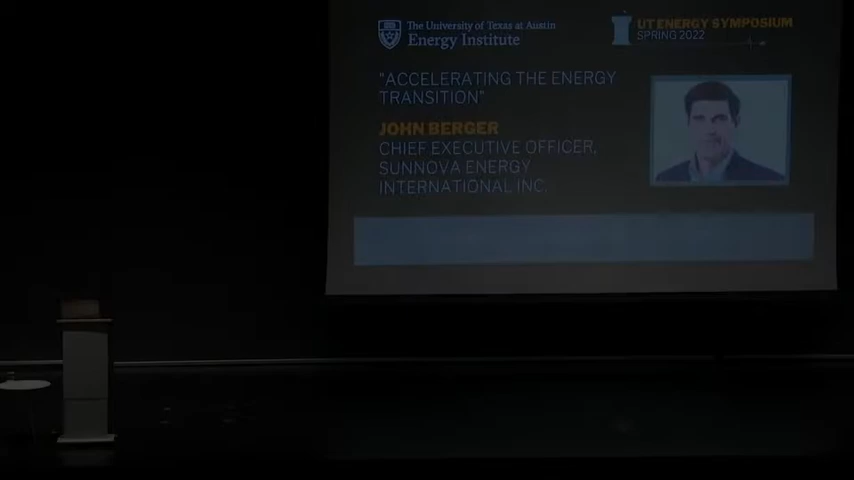 The University of Texas at Austin
Energy Institute
UT ENERGY SYMPOSIUM
SPRING 2022
"ACCELERATING THE ENERGY
TRANSITION"
JOHN BERGER
CHIEF EXECUTIVE OFFICER,
SUNNOVA ENERGY
INTERNATIONAL INC.